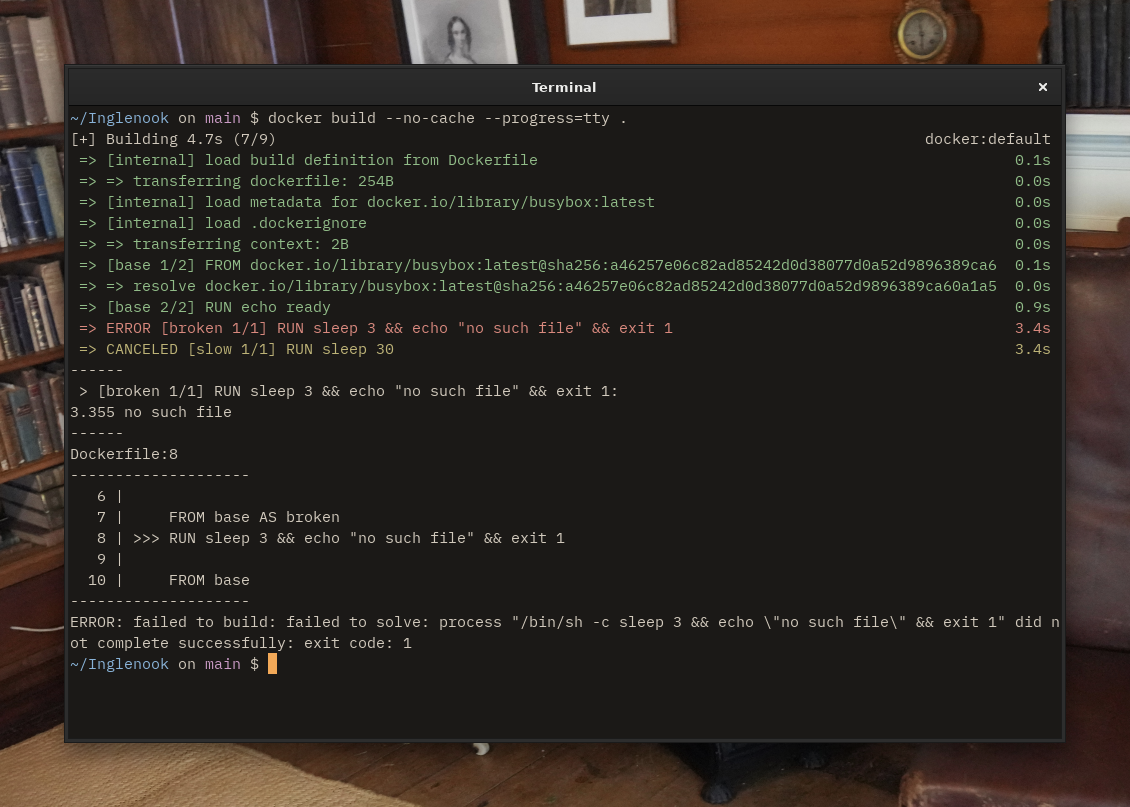 Terminal
×
~/Inglenook on main $ docker build --no-cache --progress=tty .
[+] Building 4.7s (7/9) docker:default
=> [internal] load build definition from Dockerfile 0.1s
=> => transferring dockerfile: 254B 0.0s
=> [internal] load metadata for docker.io/library/busybox:latest 0.0s
=> [internal] load .dockerignore 0.0s
=> => transferring context: 2B 0.0s
=> [base 1/2] FROM docker.io/library/busybox:latest@sha256:a46257e06c82ad85242d0d38077d0a52d9896389ca6 0.1s
=> => resolve docker.io/library/busybox:latest@sha256:a46257e06c82ad85242d0d38077d0a52d9896389ca60a1a5 0.0s
=> [base 2/2] RUN echo ready 0.9s
=> ERROR [broken 1/1] RUN sleep 3 && echo "no such file" && exit 1 3.4s
=> CANCELED [slow 1/1] RUN sleep 30 3.4s
------
> [broken 1/1] RUN sleep 3 && echo "no such file" && exit 1:
3.355 no such file
------
Dockerfile:8
--------------------
6 |
7 |     FROM base AS broken
8 | >>> RUN sleep 3 && echo "no such file" && exit 1
9 |
10 |     FROM base
--------------------
ERROR: failed to build: failed to solve: process "/bin/sh -c sleep 3 && echo \"no such file\" && exit 1" did n
ot complete successfully: exit code: 1
~/Inglenook on main $